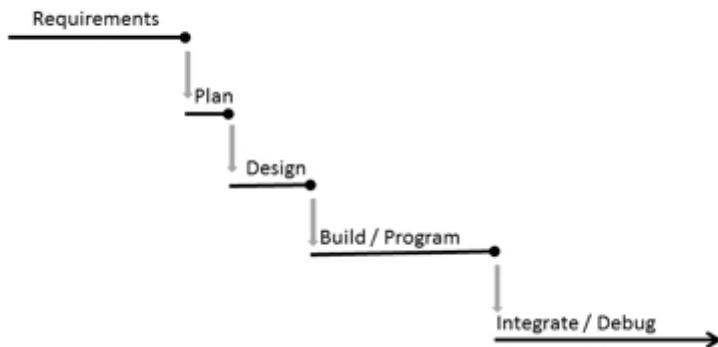 Requirements
Plan
Design
Build / Program
Integrate / Debug